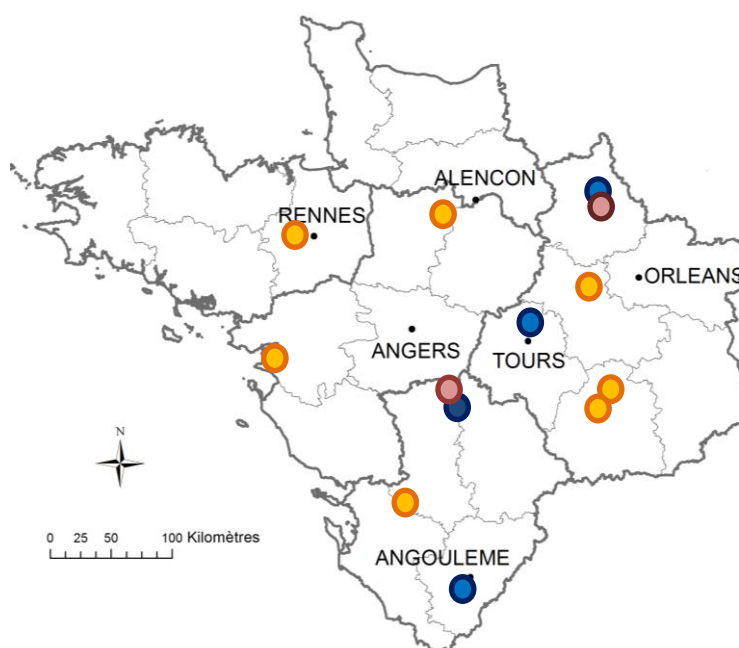 ALENCON
RENNES
ORLEANS
ANGERS
TOURS
N
0 25 50 100 Kilomètres
ANGOULEME